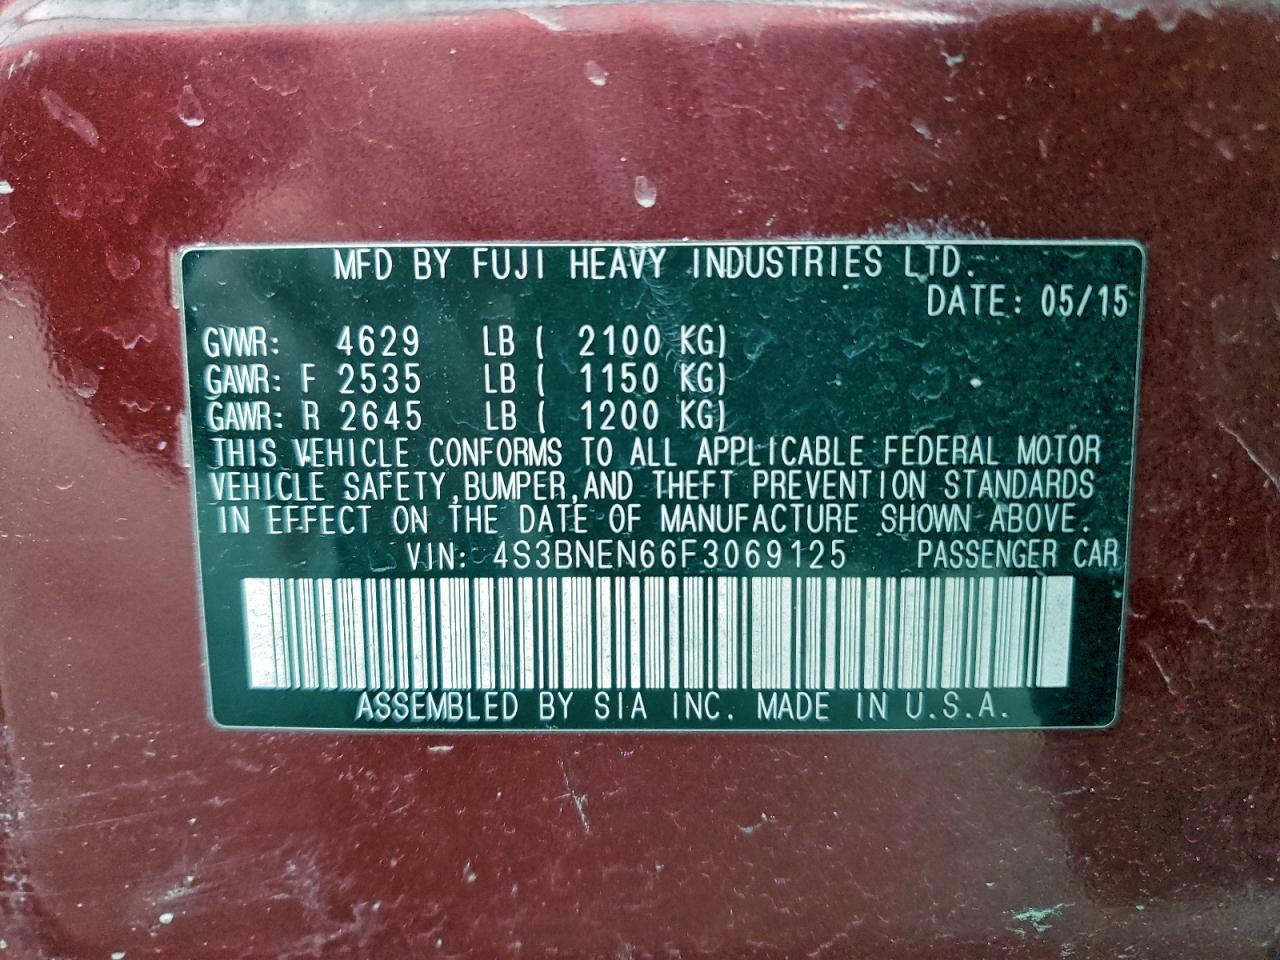 MFD BY FUJI HEAVY INDUSTRIES LTD.
DATE: 05/15
GVWR: 4629 LB ( 2100 KG)
GAWR: F 2535 LB ( 1150 KG)
GAWR: R 2645 LB ( 1200 KG)
THIS VEHICLE CONFORMS TO ALL APPLICABLE FEDERAL MOTOR
VEHICLE SAFETY,BUMPER,AND THEFT PREVENTION STANDARDS
IN EFFECT ON THE DATE OF MANUFACTURE SHOWN ABOVE.
VIN: 4S3BNEN66F3069125 PASSENGER CAR
ASSEMBLED BY SIA INC. MADE IN U.S.A.